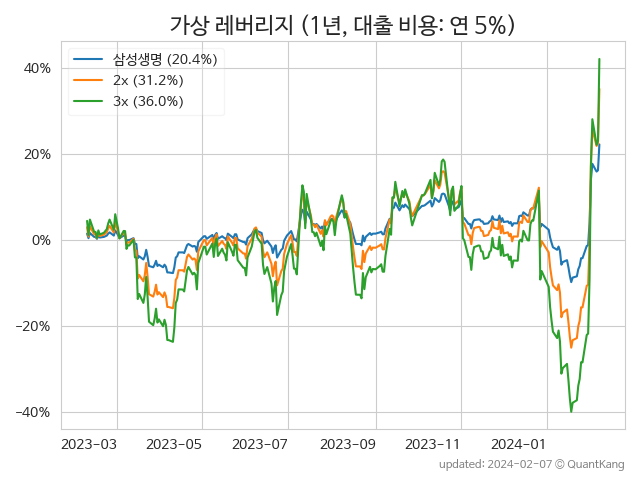 가상 레버리지 (1년, 대출 비용: 연 5%)
삼성생명 (20.4%)
2x (31.2%)
3x (36.0%)
40%
20%
0%
−20%
−40%
2023-03 2023-05 2023-07 2023-09 2023-11 2024-01
updated: 2024-02-07 © QuantKang